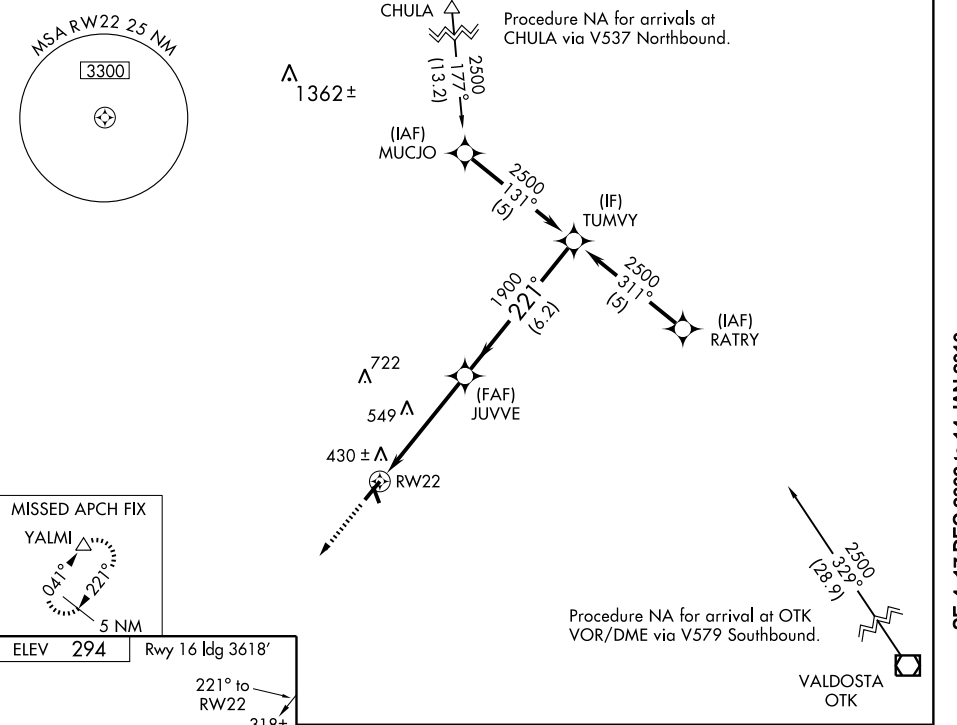 MSA RW22 25 NM
3300
CHULA
Procedure NA for arrivals at
CHULA via V537 Northbound.
2500
177°
(13.2)
1362 ±
(IAF)
MUCJO
2500
131°
(5)
(IF)
TUMVY
2500
311°
(5)
(IAF)
RATRY
1900
221°
(6.2)
722
(FAF)
JUVVE
549
430 ±
RW22
MISSED APCH FIX
YALMI
041°
221°
5 NM
2500
329°
(28.9)
Procedure NA for arrival at OTK
VOR/DME via V579 Southbound.
VALDOSTA
OTK
ELEV 294
Rwy 16 ldg 3618'
221° to
RW22
318±